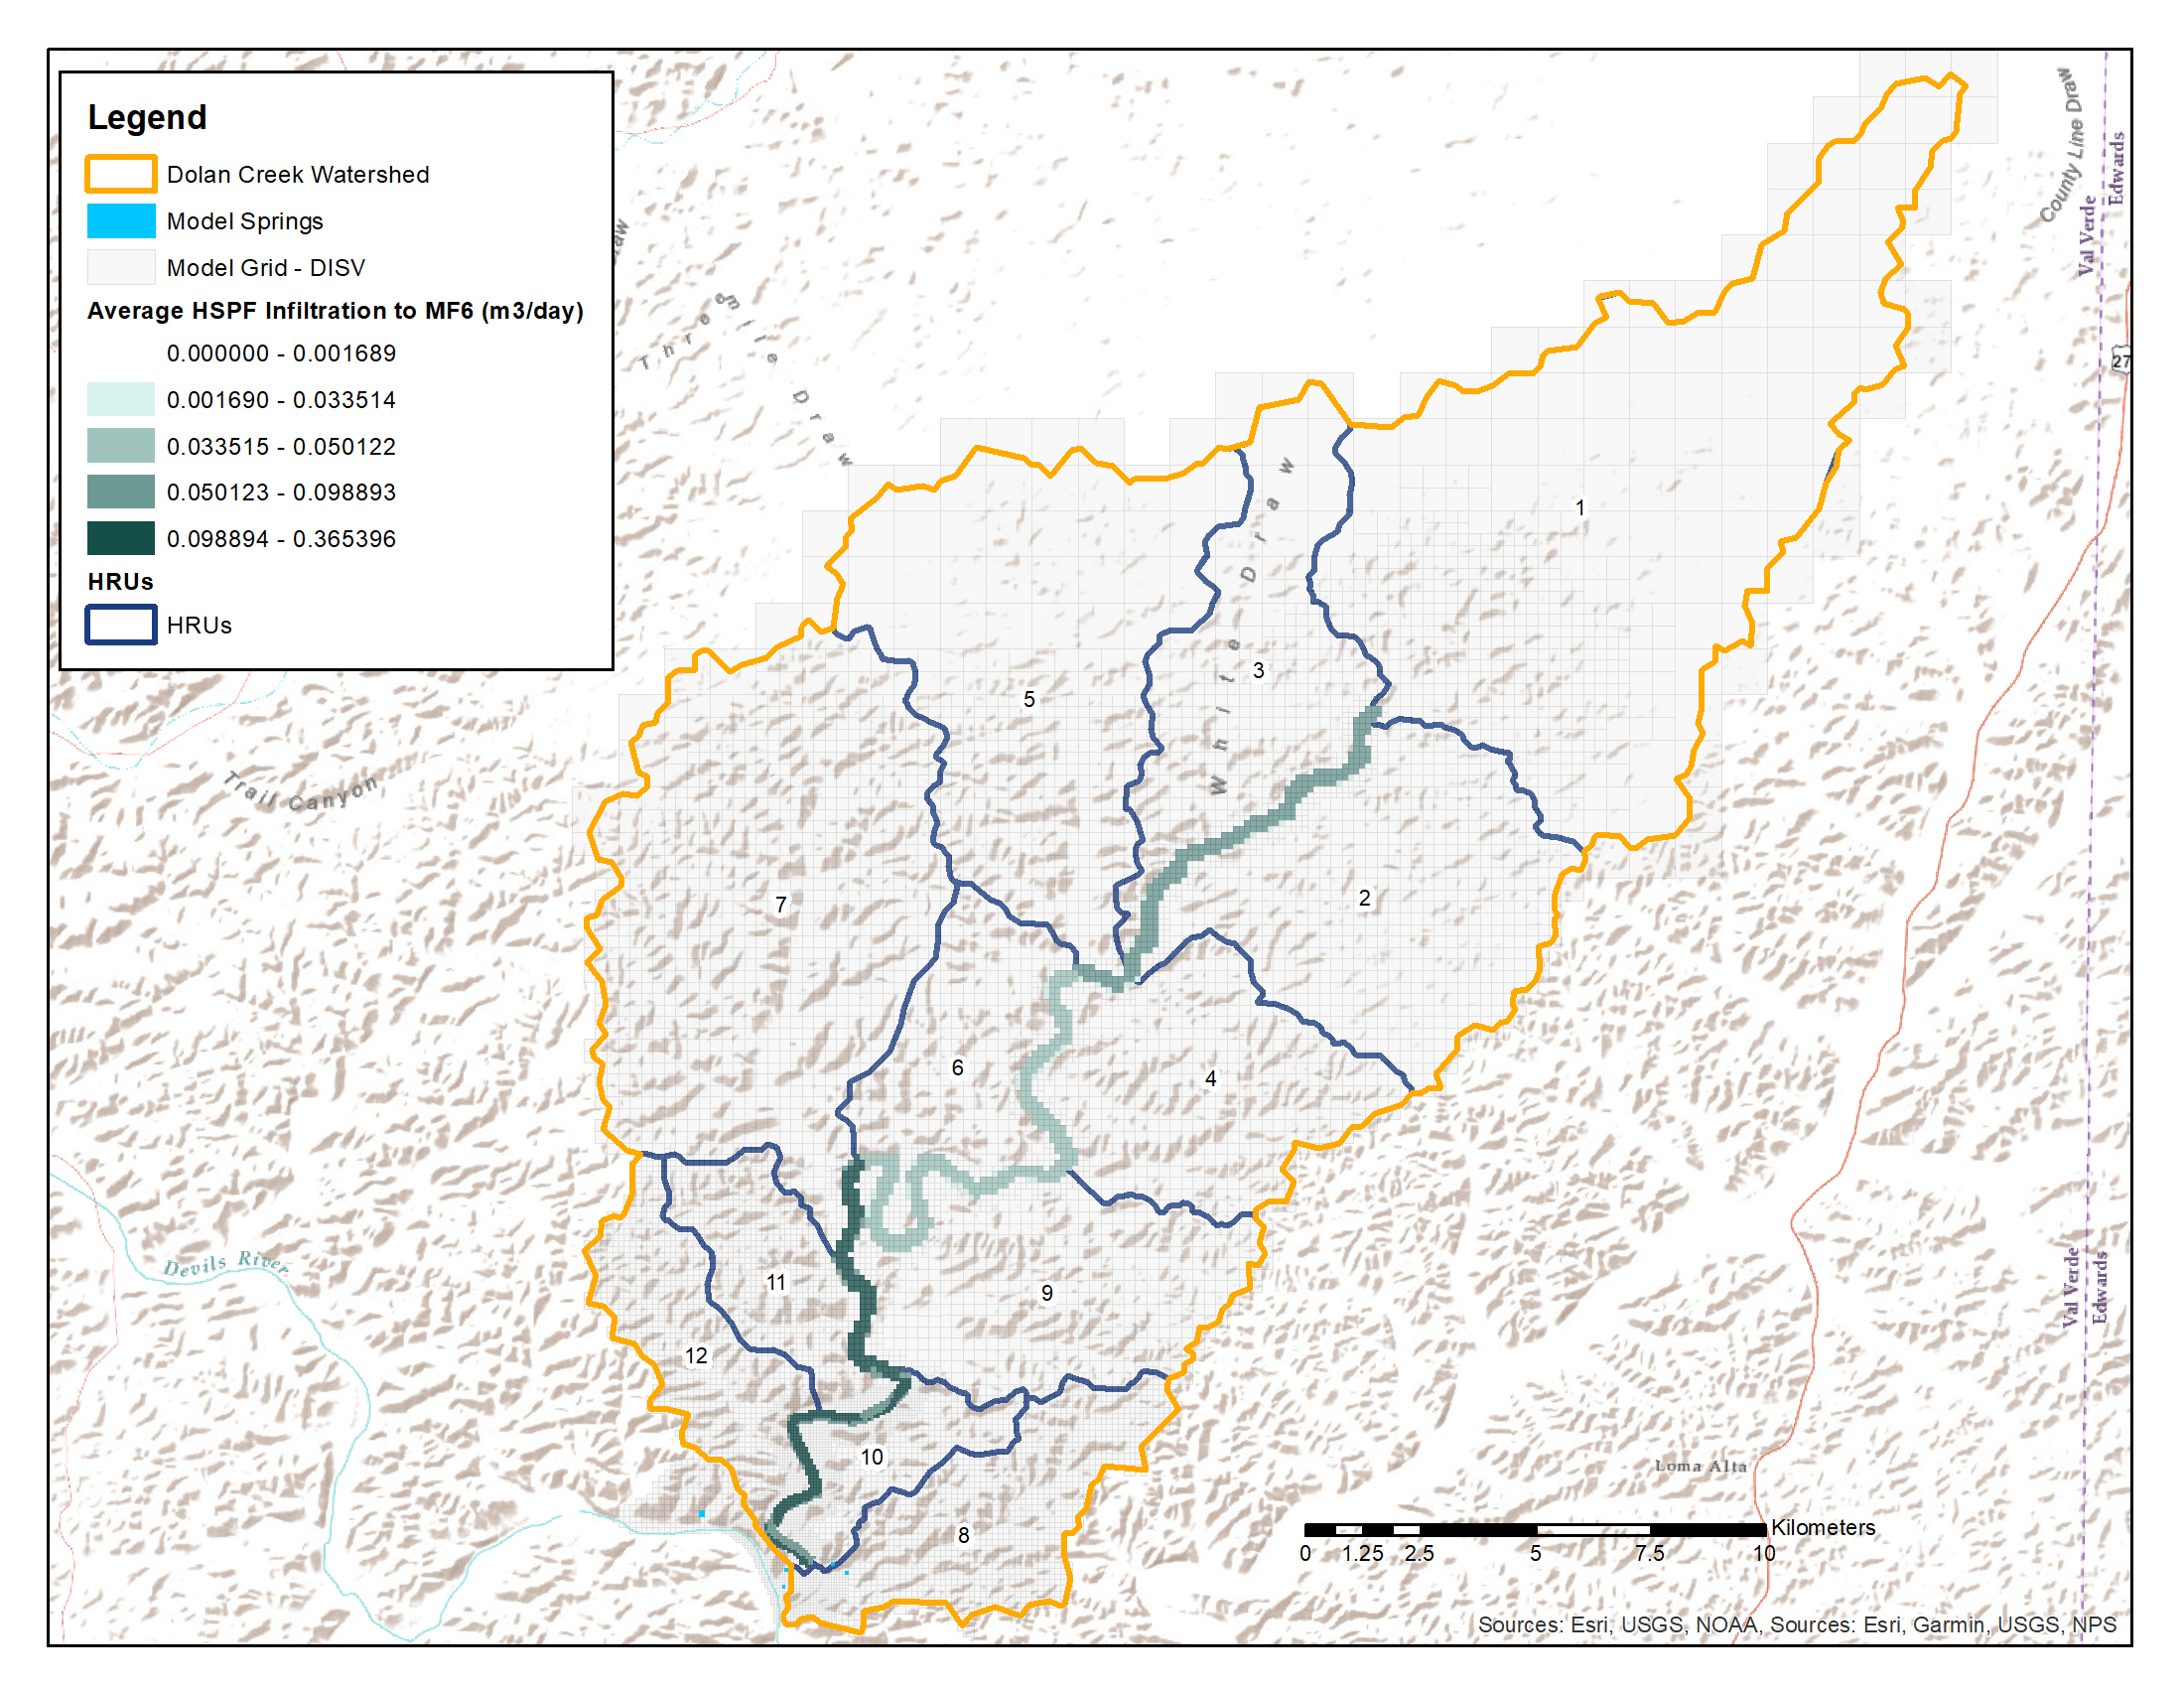 Legend
Dolan Creek Watershed
Model Springs
Model Grid - DISV
Average HSPF Infiltration to MF6 (m3/day)
0.000000 - 0.001689
0.001690 - 0.033514
0.033515 - 0.050122
0.050123 - 0.098893
0.098894 - 0.365396
HRUs
HRUs
County Line Draw
Val Verde
Edwards
27
Draw
Threemile Draw
White Draw
1
3
5
2
7
6
4
Trail Canyon
Devils River
11
9
12
10
8
Val Verde
Edwards
Loma Alta
Kilometers
0 1.25 2.5 5 7.5 10
Sources: Esri, USGS, NOAA, Sources: Esri, Garmin, USGS, NPS